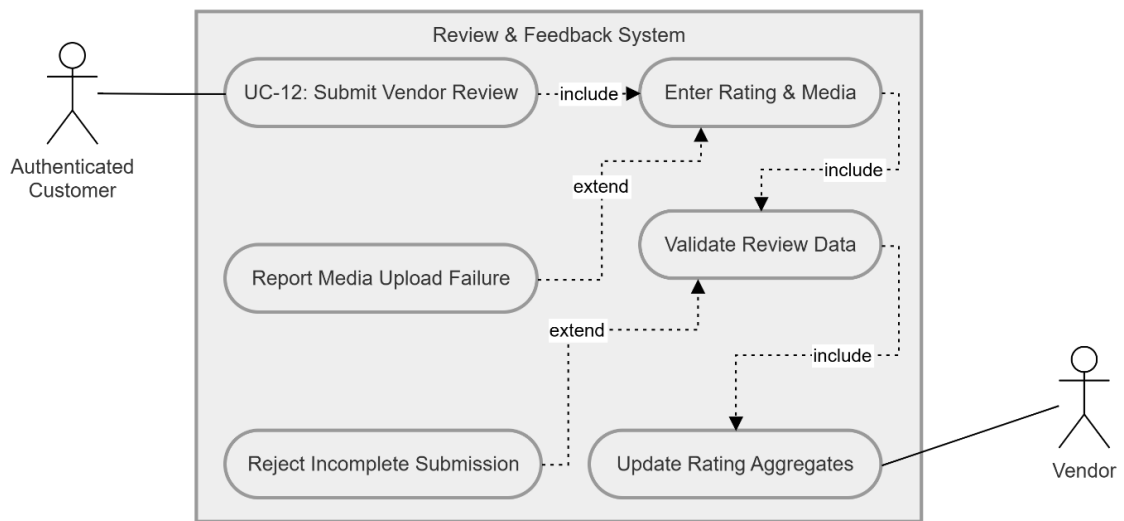 Review & Feedback System
UC-12: Submit Vendor Review
include
Enter Rating & Media
Authenticated
Customer
include
extend
Validate Review Data
Report Media Upload Failure
extend
include
Reject Incomplete Submission
Update Rating Aggregates
Vendor